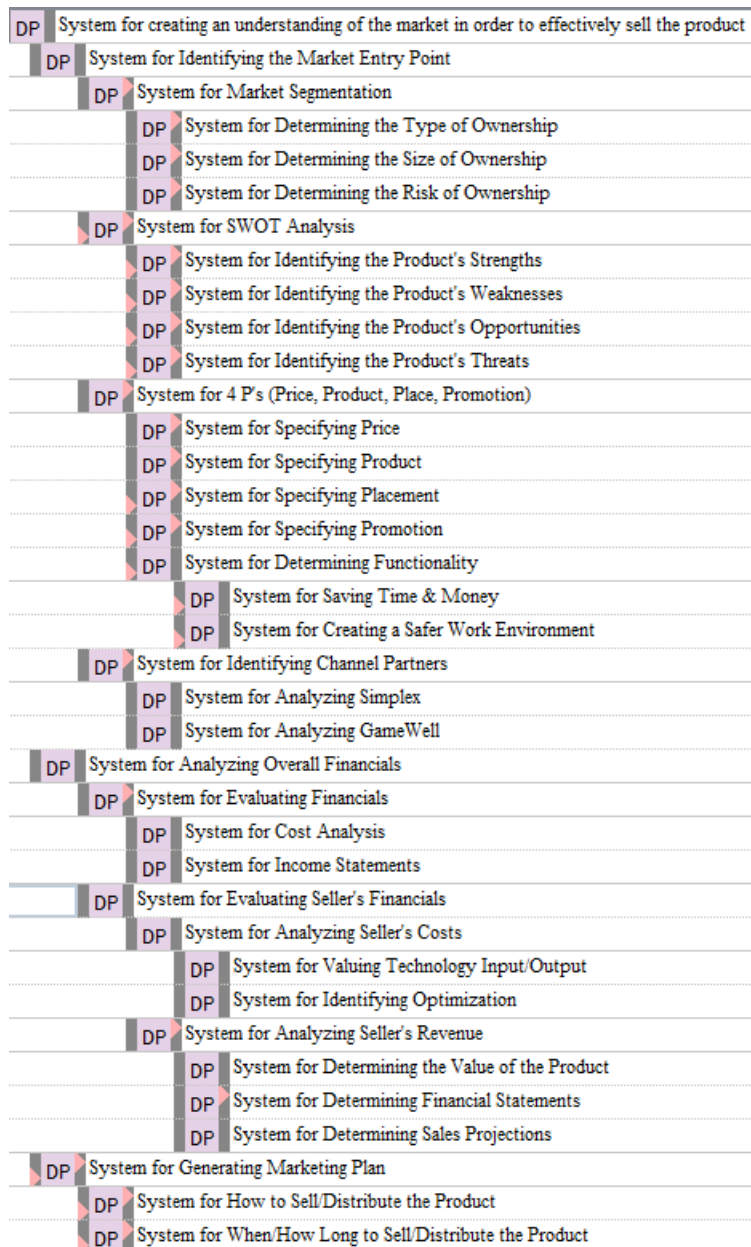 DP System for creating an understanding of the market in order to effectively sell the product
DP System for Identifying the Market Entry Point
DP System for Market Segmentation
DP System for Determining the Type of Ownership
DP System for Determining the Size of Ownership
DP System for Determining the Risk of Ownership
DP System for SWOT Analysis
DP System for Identifying the Product's Strengths
DP System for Identifying the Product's Weaknesses
DP System for Identifying the Product's Opportunities
DP System for Identifying the Product's Threats
DP System for 4 P's (Price, Product, Place, Promotion)
DP System for Specifying Price
DP System for Specifying Product
DP System for Specifying Placement
DP System for Specifying Promotion
DP System for Determining Functionality
DP System for Saving Time & Money
DP System for Creating a Safer Work Environment
DP System for Identifying Channel Partners
DP System for Analyzing Simplex
DP System for Analyzing GameWell
DP System for Analyzing Overall Financials
DP System for Evaluating Financials
DP System for Cost Analysis
DP System for Income Statements
DP System for Evaluating Seller's Financials
DP System for Analyzing Seller's Costs
DP System for Valuing Technology Input/Output
DP System for Identifying Optimization
DP System for Analyzing Seller's Revenue
DP System for Determining the Value of the Product
DP System for Determining Financial Statements
DP System for Determining Sales Projections
DP System for Generating Marketing Plan
DP System for How to Sell/Distribute the Product
DP System for When/How Long to Sell/Distribute the Product